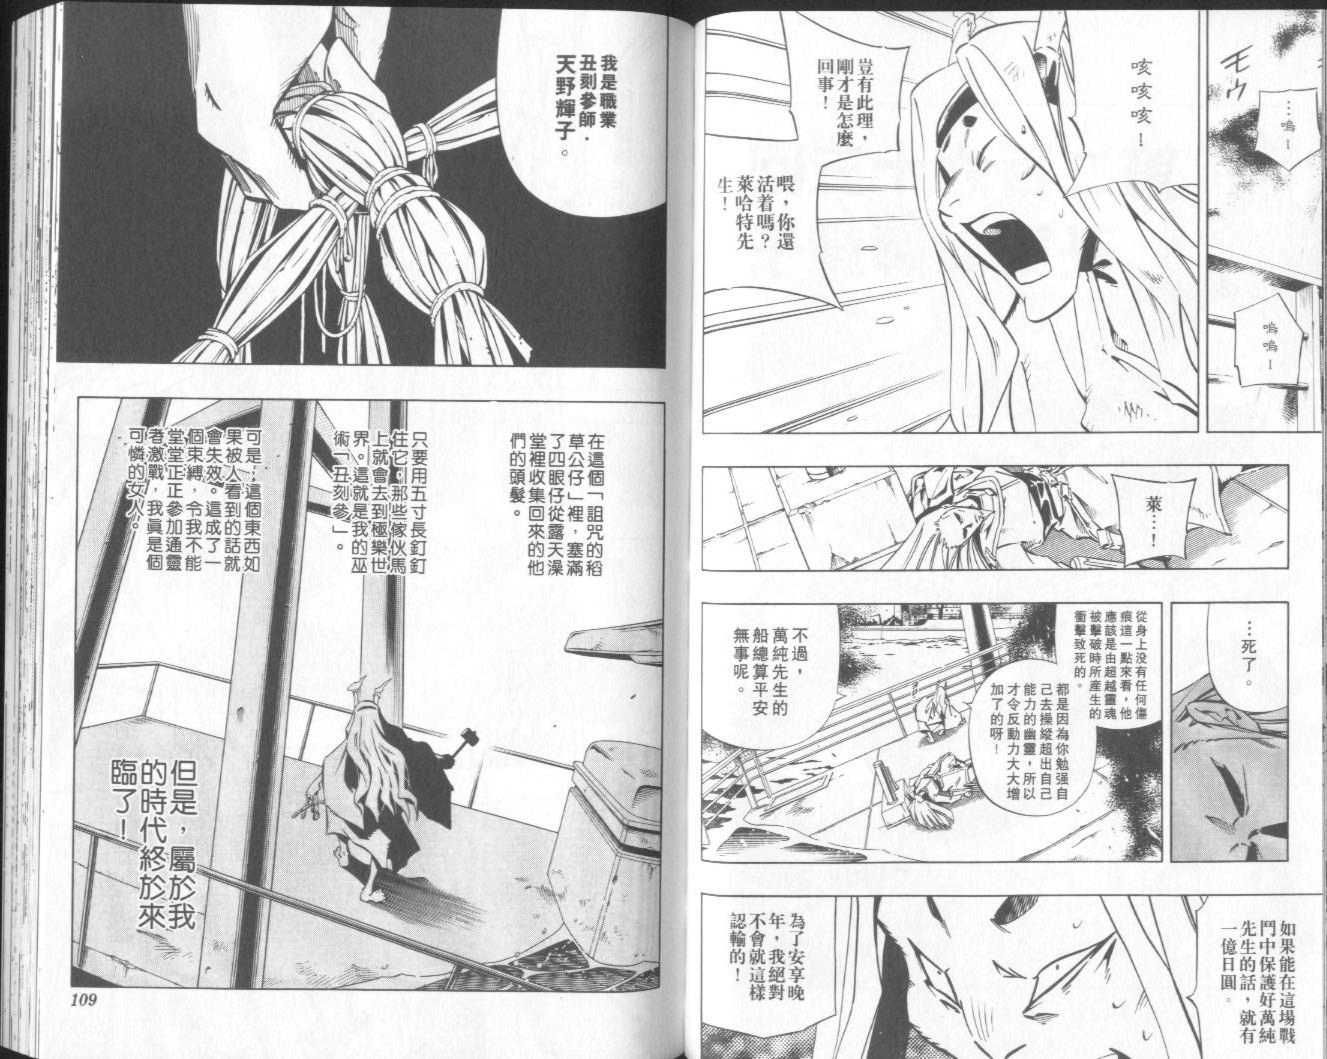 …嗚！
モウ
嗚
嗚！
咳
咳
咳
！
豈有此理，
剛才是怎麼
回事！
喂，你還
活着嗎？
萊哈特先
生！
萊…！
…死了。
從身上没有任何傷
痕這一點來看，他
應該是由超越靈魂
被擊破時所產生的
衝擊致死的。
都是因為你勉强自
己去操縱超出自己
能力的幽靈，所以
才令反動力大大增
加了的呀！
不過，
萬純先生的
船總算平安
無事呢。
如果能在這場戰
鬥中保護好萬純
先生的話，就有
一億日圓。
為了安享晚
年，我絕對
不會就這樣
認輸的！
我是職業
丑刻參師．
天野輝子。
在這個「詛咒的稻
草公仔」裡，塞滿
了四眼仔從露天澡
堂裡收集回來的他
們的頭髮。
只要用五寸長釘釘
住它，那些傢伙馬
上就會去到極樂世
界。這就是我的巫
術「丑刻參」。
可是，這個東西如
果被人看到的話就
會失效。這成了一
個束縛，令我不能
堂堂正正參加通靈
者激戰，我真是個
可憐的女人。
但是，屬於我
的時代終於來
臨了！
109